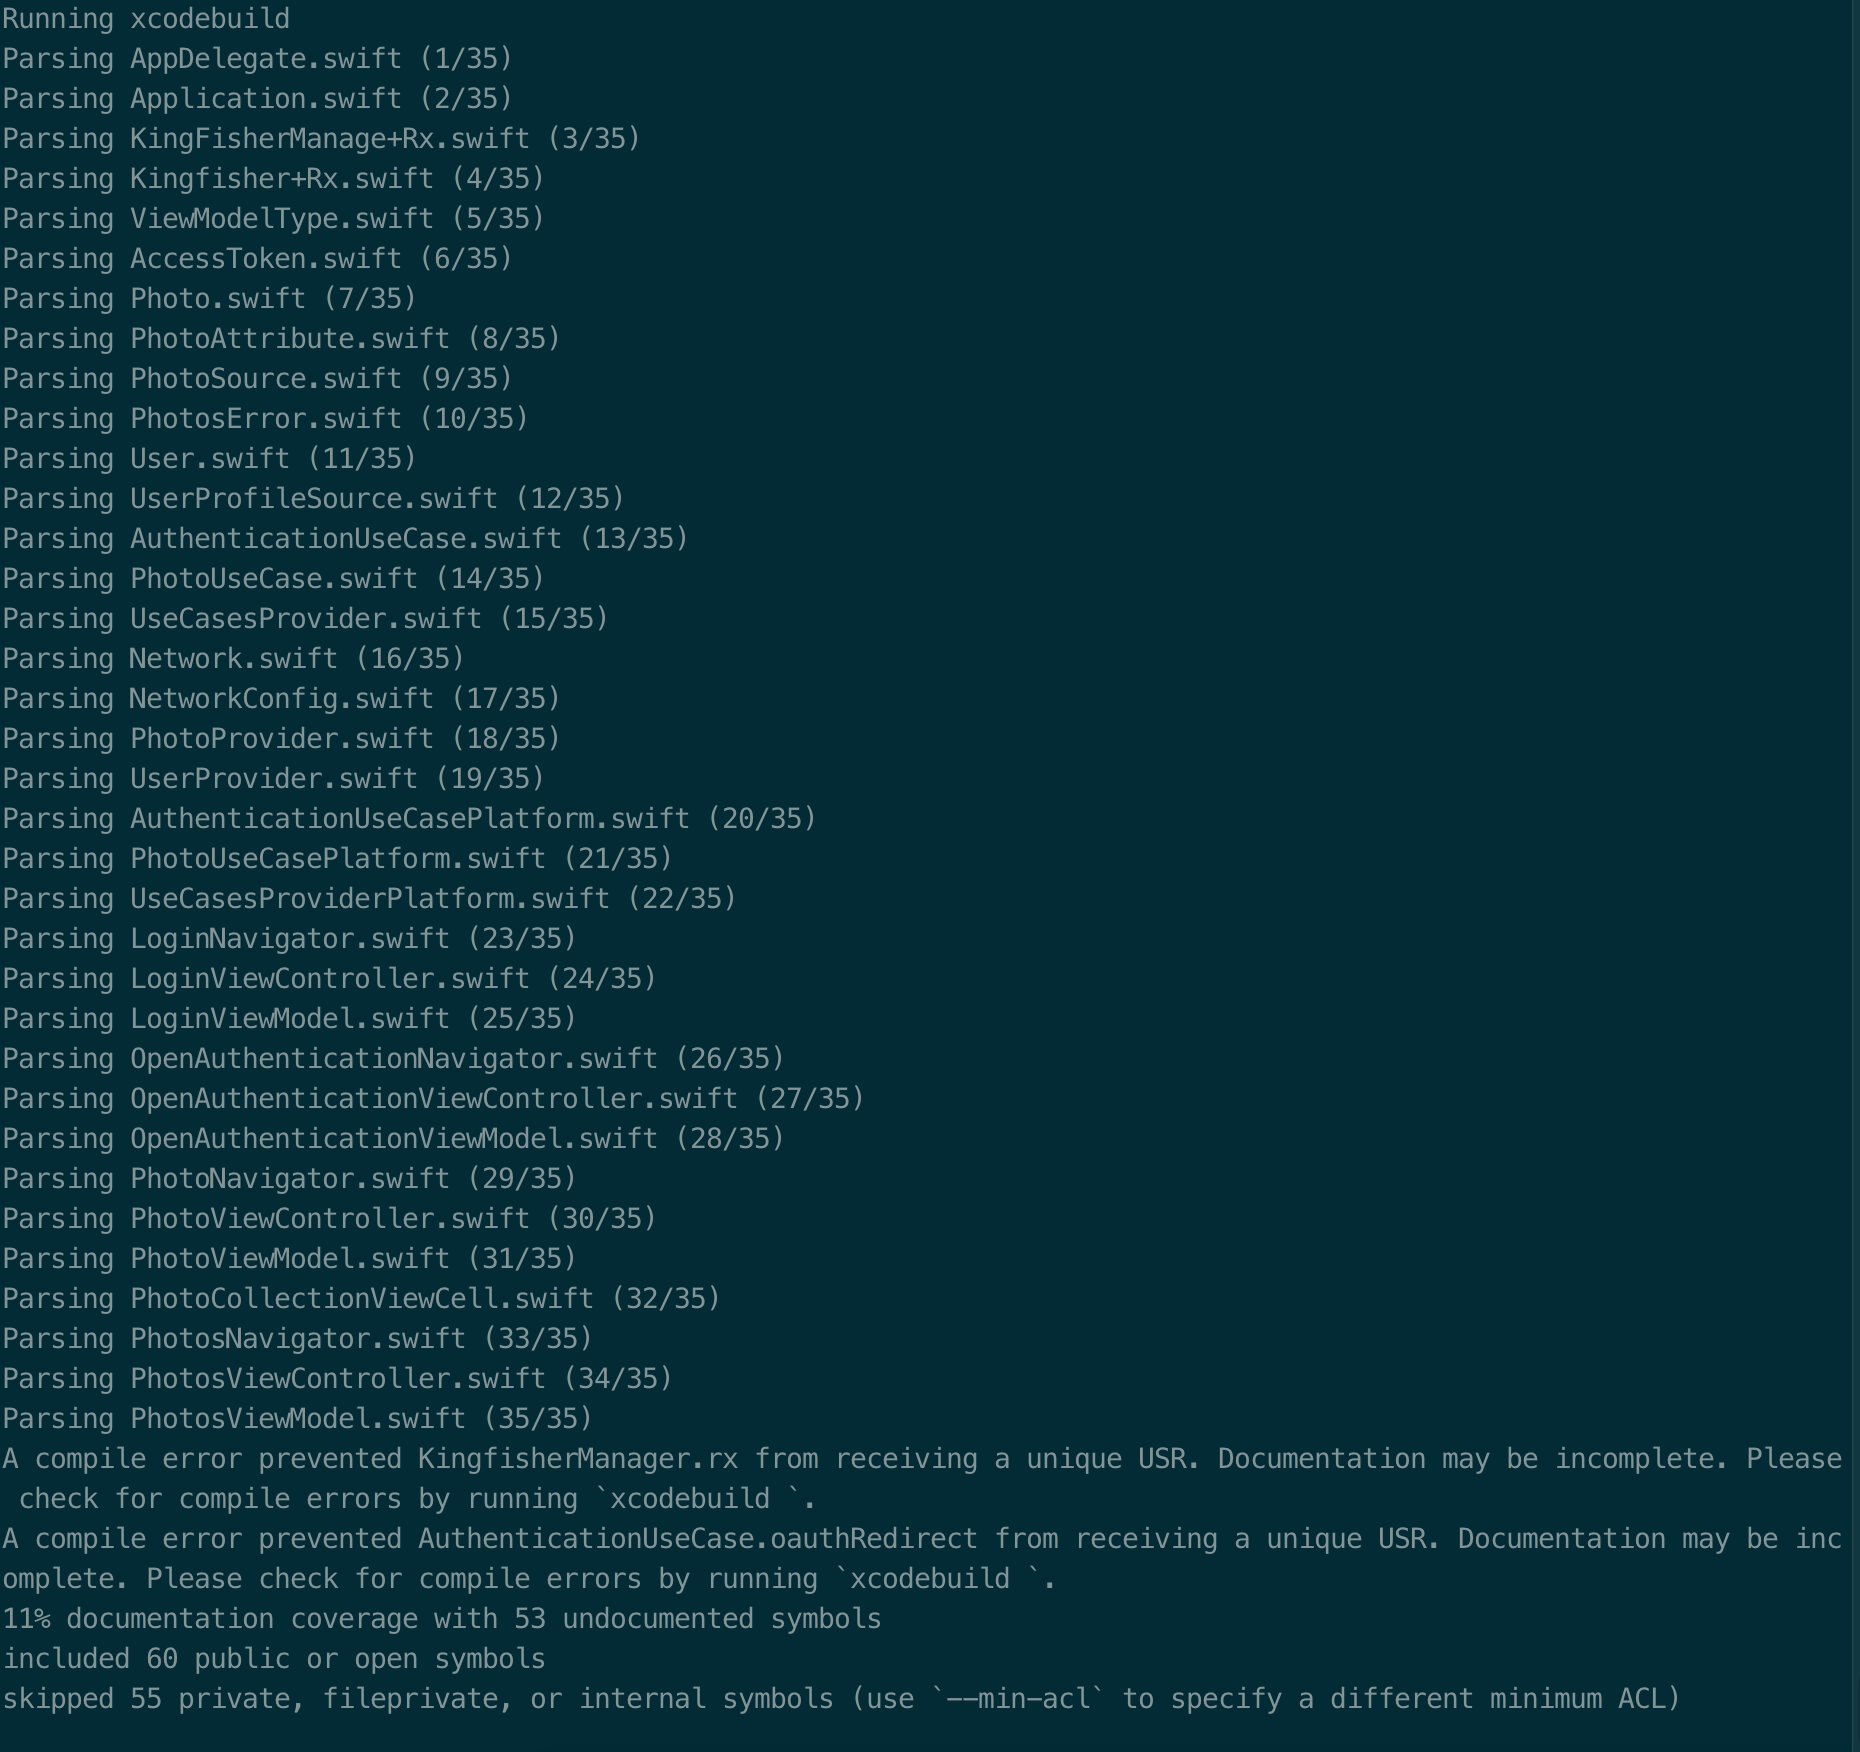 Running xcodebuild
Parsing AppDelegate.swift (1/35)
Parsing Application.swift (2/35)
Parsing KingFisherManage+Rx.swift (3/35)
Parsing Kingfisher+Rx.swift (4/35)
Parsing ViewModelType.swift (5/35)
Parsing AccessToken.swift (6/35)
Parsing Photo.swift (7/35)
Parsing PhotoAttribute.swift (8/35)
Parsing PhotoSource.swift (9/35)
Parsing PhotosError.swift (10/35)
Parsing User.swift (11/35)
Parsing UserProfileSource.swift (12/35)
Parsing AuthenticationUseCase.swift (13/35)
Parsing PhotoUseCase.swift (14/35)
Parsing UseCasesProvider.swift (15/35)
Parsing Network.swift (16/35)
Parsing NetworkConfig.swift (17/35)
Parsing PhotoProvider.swift (18/35)
Parsing UserProvider.swift (19/35)
Parsing AuthenticationUseCasePlatform.swift (20/35)
Parsing PhotoUseCasePlatform.swift (21/35)
Parsing UseCasesProviderPlatform.swift (22/35)
Parsing LoginNavigator.swift (23/35)
Parsing LoginViewController.swift (24/35)
Parsing LoginViewModel.swift (25/35)
Parsing OpenAuthenticationNavigator.swift (26/35)
Parsing OpenAuthenticationViewController.swift (27/35)
Parsing OpenAuthenticationViewModel.swift (28/35)
Parsing PhotoNavigator.swift (29/35)
Parsing PhotoViewController.swift (30/35)
Parsing PhotoViewModel.swift (31/35)
Parsing PhotoCollectionViewCell.swift (32/35)
Parsing PhotosNavigator.swift (33/35)
Parsing PhotosViewController.swift (34/35)
Parsing PhotosViewModel.swift (35/35)
A compile error prevented KingfisherManager.rx from receiving a unique USR. Documentation may be incomplete. Please
 check for compile errors by running `xcodebuild `.
A compile error prevented AuthenticationUseCase.oauthRedirect from receiving a unique USR. Documentation may be inc
omplete. Please check for compile errors by running `xcodebuild `.
11% documentation coverage with 53 undocumented symbols
included 60 public or open symbols
skipped 55 private, fileprivate, or internal symbols (use `--min-acl` to specify a different minimum ACL)